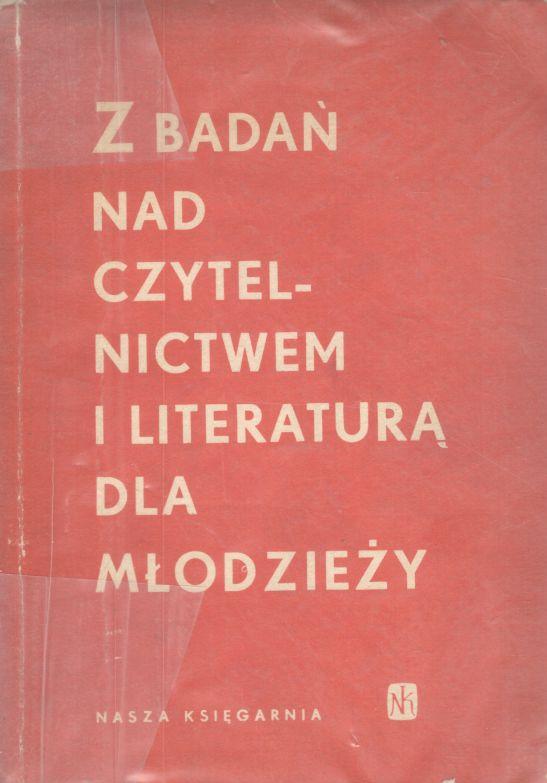 Z BADAŃ
NAD
CZYTEL-
NICTWEM
I LITERATURĄ
DLA
MŁODZIEŻY
NASZA KSIĘGARNIA
NK